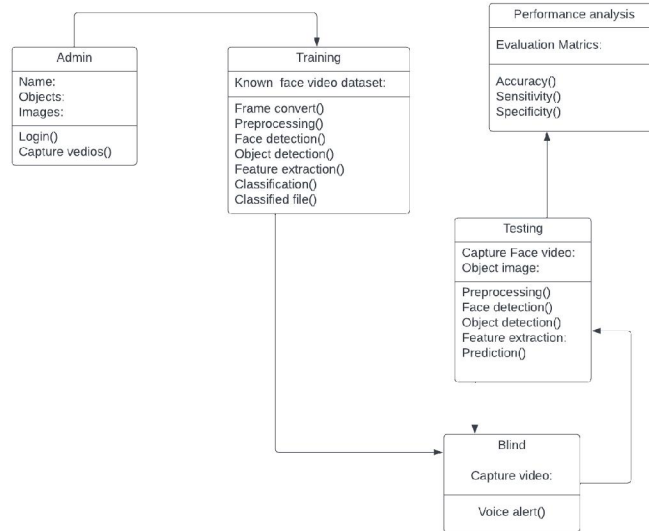 Admin
Name:
Objects:
Images:
Login()
Capture vedios()
Training
Known face video dataset:
Frame convert()
Preprocessing()
Face detection()
Object detection()
Feature extraction()
Classification()
Classified file()
Performance analysis
Evaluation Matrics:
Accuracy()
Sensitivity()
Specificity()
Testing
Capture Face video:
Object image:
Preprocessing()
Face detection()
Object detection()
Feature extraction:
Prediction()
Blind
Capture video:
Voice alert()